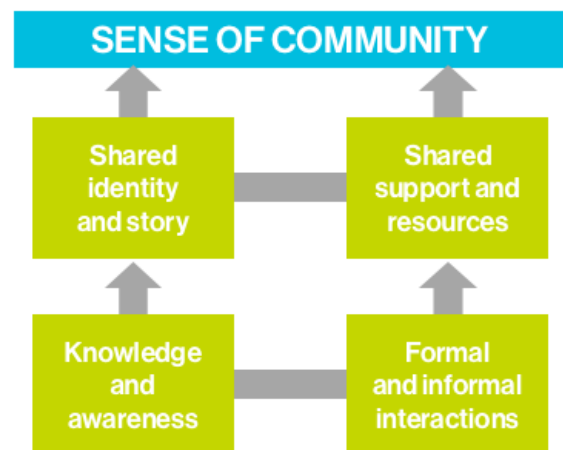 SENSE OF COMMUNITY
Shared
identity
and story
Shared
support and
resources
Knowledge
and
awareness
Formal
and informal
interactions